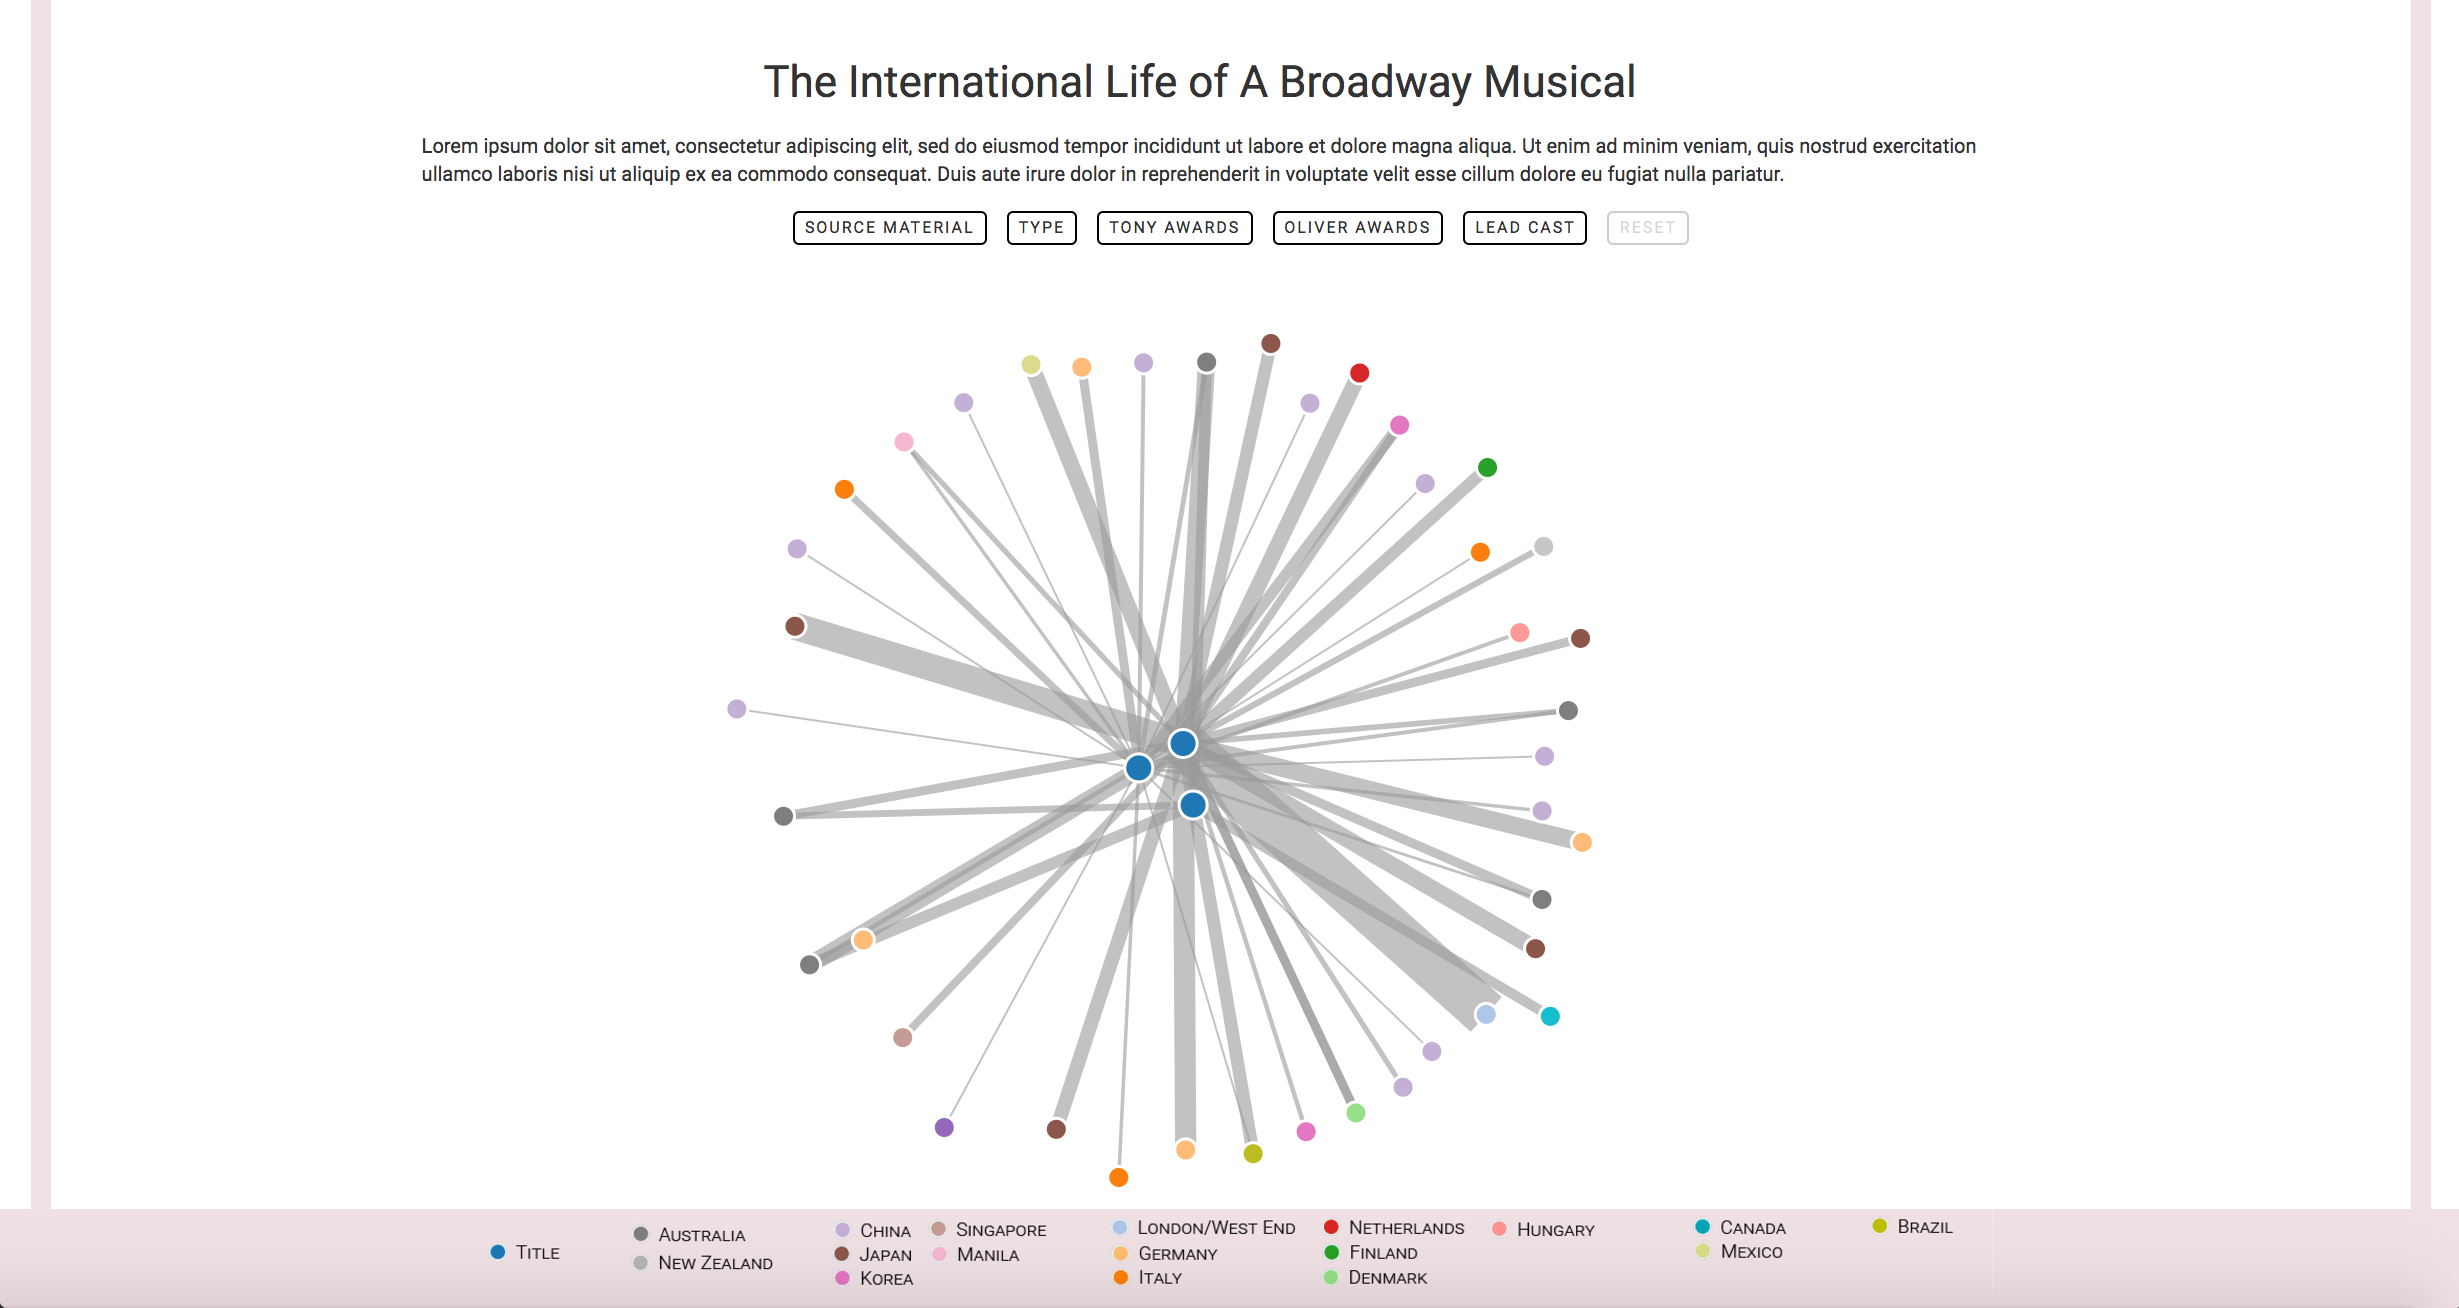 The International Life of A Broadway Musical
Lorem ipsum dolor sit amet, consectetur adipiscing elit, sed do eiusmod tempor incididunt ut labore et dolore magna aliqua. Ut enim ad minim veniam, quis nostrud exercitation
ullamco laboris nisi ut aliquip ex ea commodo consequat. Duis aute irure dolor in reprehenderit in voluptate velit esse cillum dolore eu fugiat nulla pariatur.
SOURCE MATERIAL TYPE TONY AWARDS OLIVER AWARDS LEAD CAST RESET
TITLE
AUSTRALIA
NEW ZEALAND
CHINA
JAPAN
KOREA
SINGAPORE
MANILA
LONDON/WEST END
GERMANY
ITALY
NETHERLANDS
FINLAND
DENMARK
HUNGARY
CANADA
MEXICO
BRAZIL